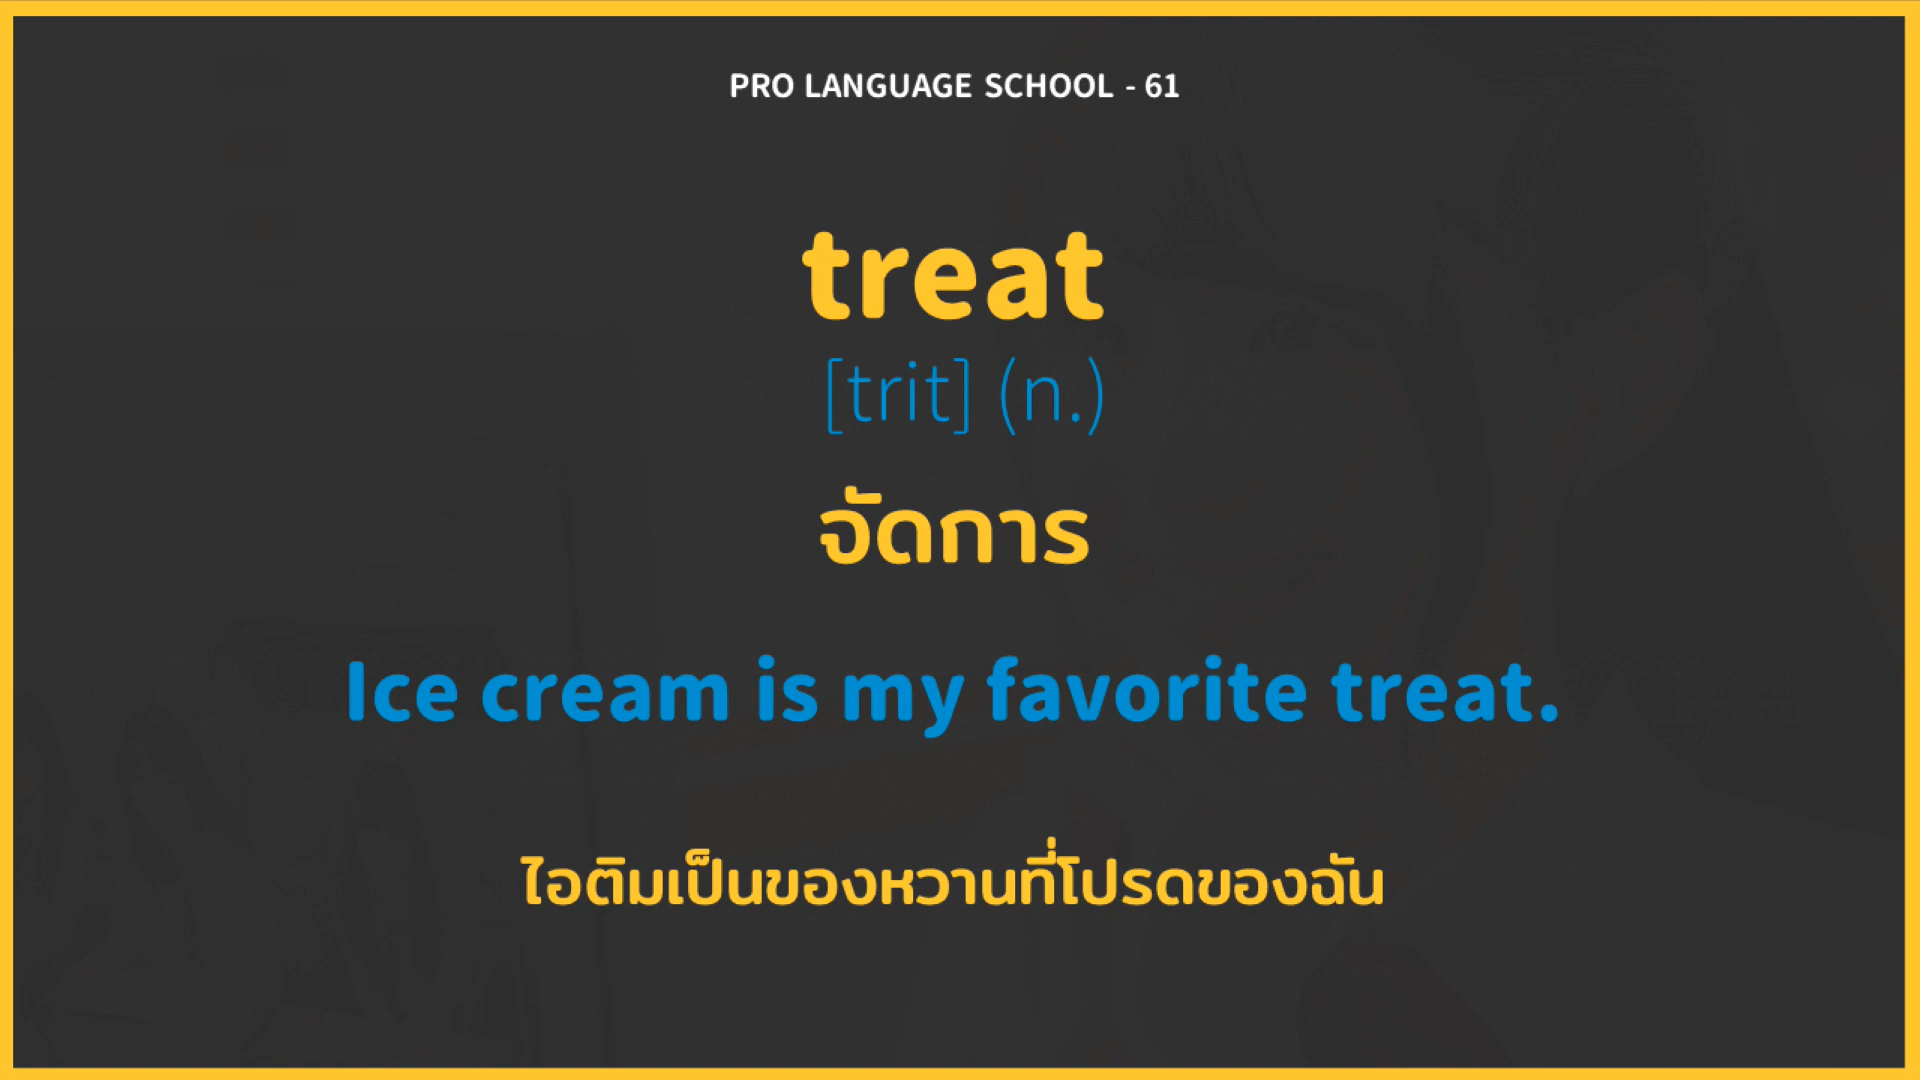 PRO LANGUAGE SCHOOL - 61
treat
[trit] (n.)
จัดการ
Ice cream is my favorite treat.
ไอติมเป็นของหวานที่โปรดของฉัน